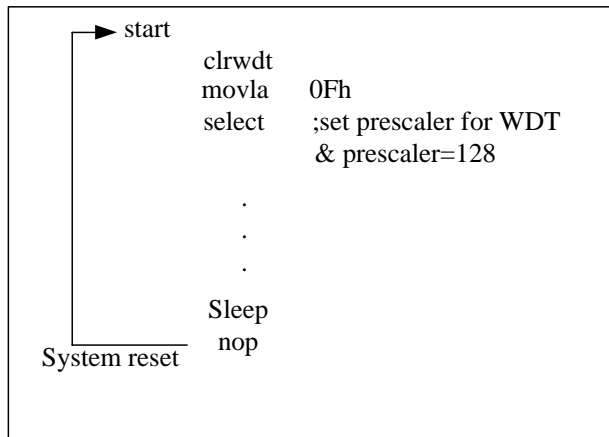 start
clrwdt
movla 0Fh
select ;set prescaler for WDT
& prescaler=128
.
.
.
Sleep
nop
System reset